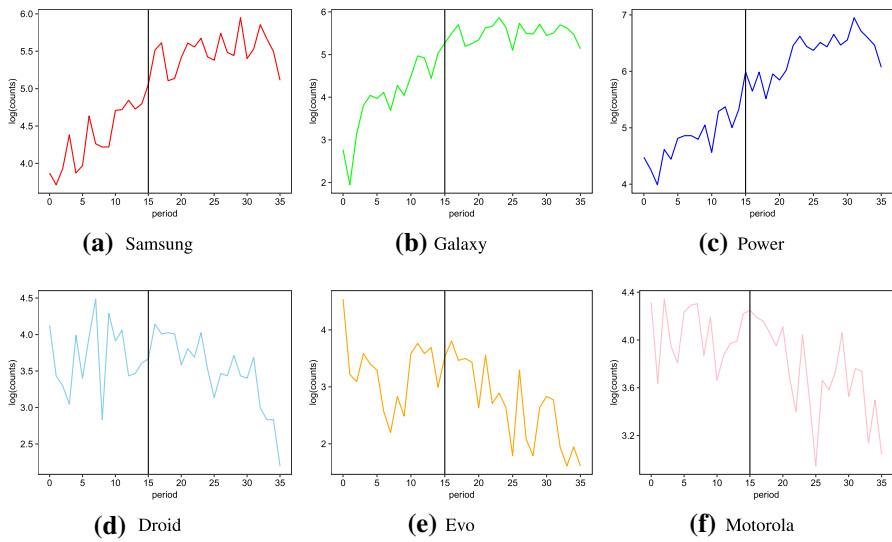 6.0
5.5
5.0
4.5
4.0
log(counts)
0 5 10 15 20 25 30 35
period
(a) Samsung
6
5
4
3
2
log(counts)
0 5 10 15 20 25 30 35
period
(b) Galaxy
7
6
5
4
log(counts)
0 5 10 15 20 25 30 35
period
(c) Power
4.5
4.0
3.5
3.0
2.5
log(counts)
0 5 10 15 20 25 30 35
period
(d) Droid
4
3
2
log(counts)
0 5 10 15 20 25 30 35
period
(e) Evo
4.4
4.0
3.6
3.2
log(counts)
0 5 10 15 20 25 30 35
period
(f) Motorola